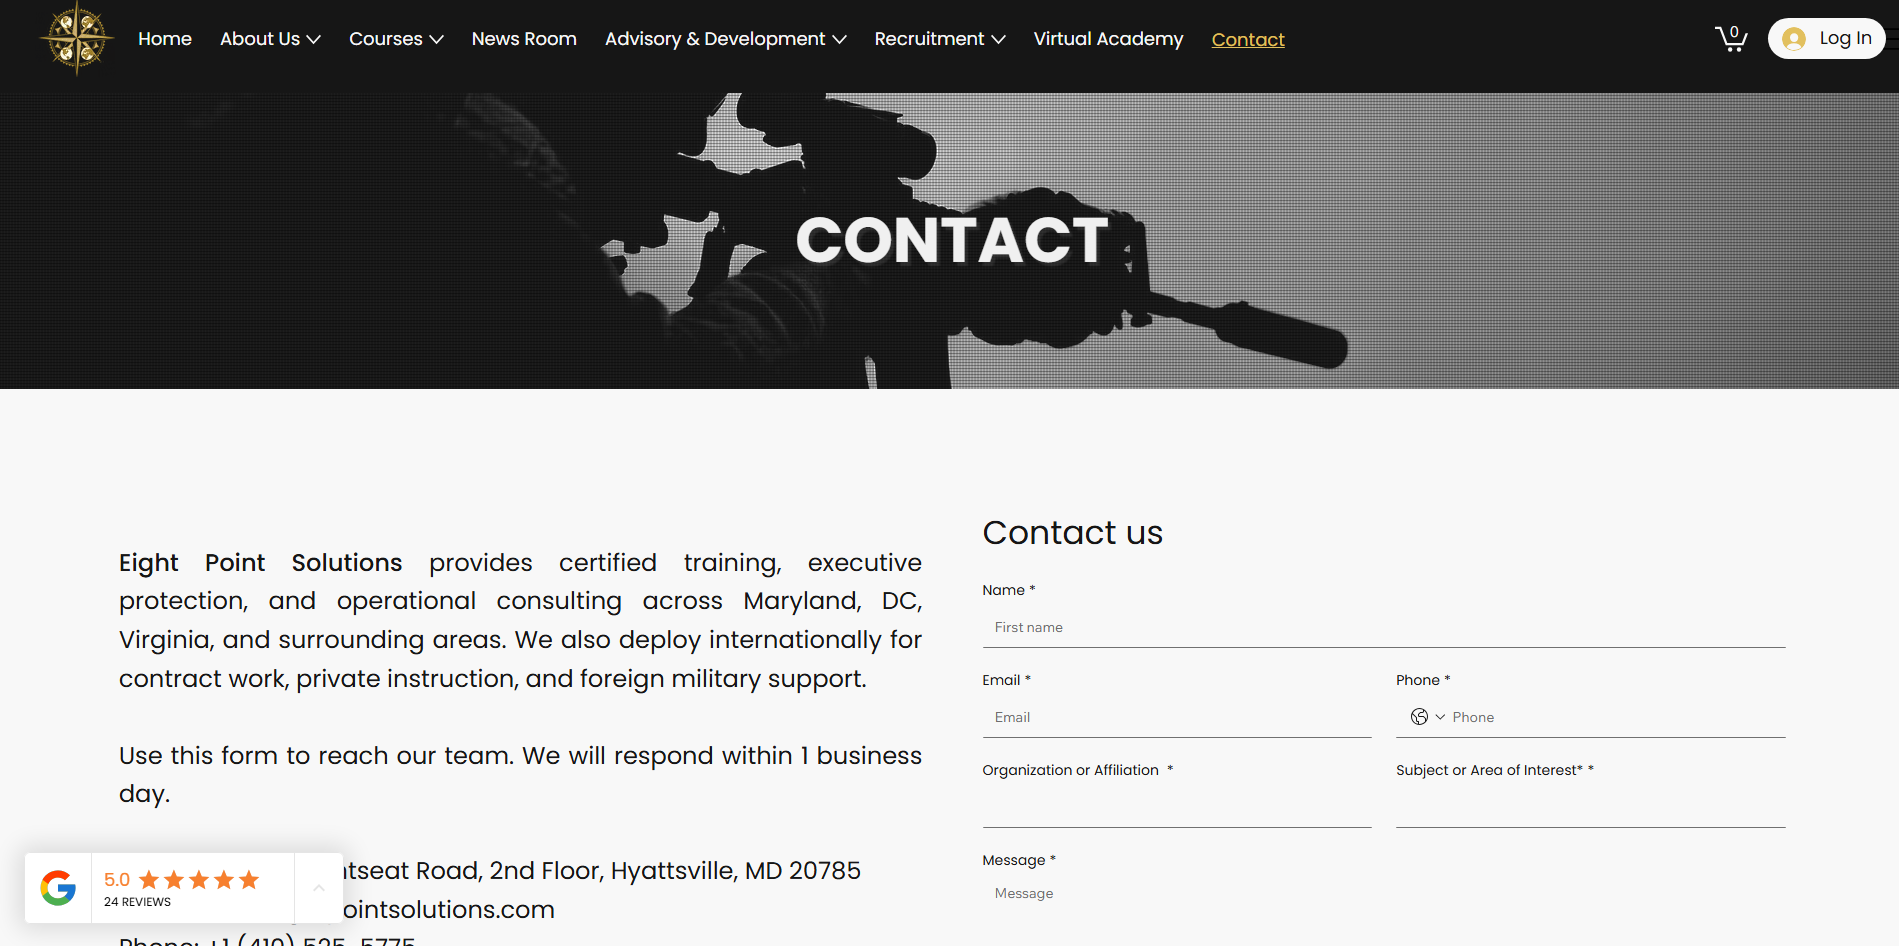 Home About Us Courses News Room Advisory & Development Recruitment Virtual Academy Contact 0 Log In
CONTACT
Eight Point Solutions provides certified training, executive
protection, and operational consulting across Maryland, DC,
Virginia, and surrounding areas. We also deploy internationally for
contract work, private instruction, and foreign military support.
Use this form to reach our team. We will respond within 1 business
day.
Road, 2nd Floor, Hyattsville, MD 20785
Phone: +1 (410) 525-5775
5.0
24 REVIEWS
Contact us
Name *
First name
Email *
Email
Phone *
Phone
Organization or Affiliation *
Subject or Area of Interest* *
Message *
Message